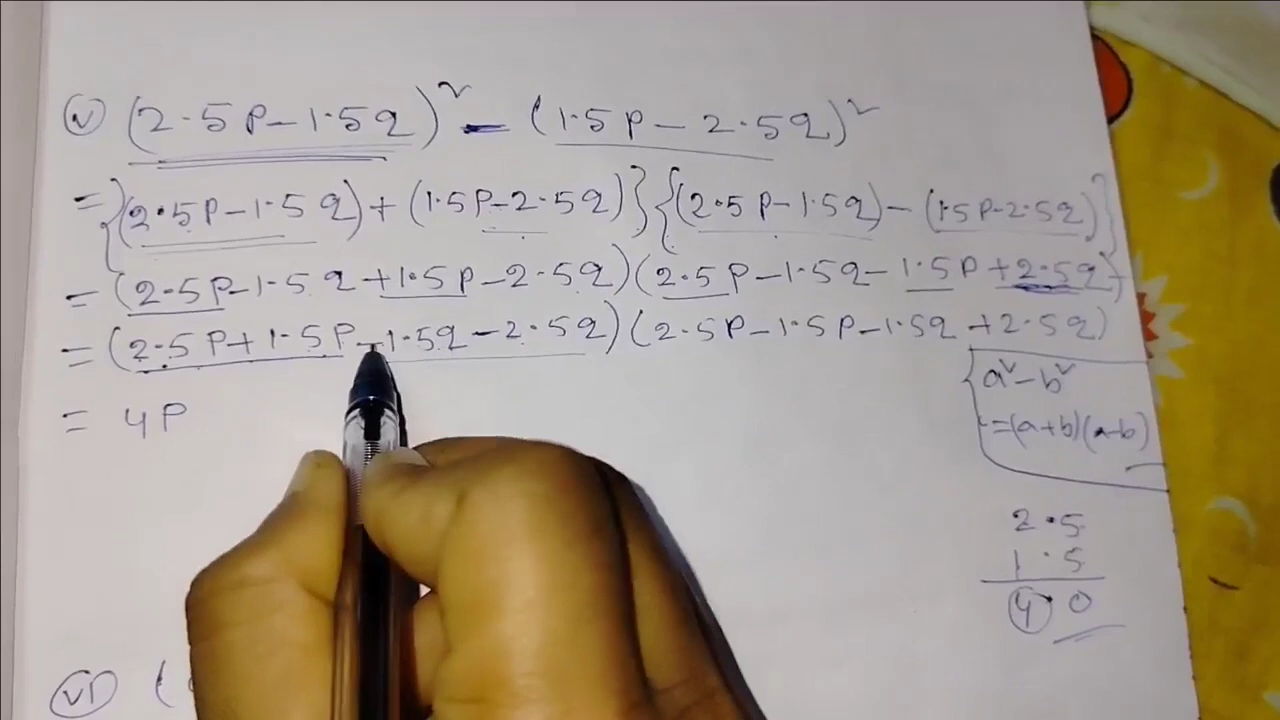 (v) (2.5p-1.5q)² - (1.5p-2.5q)²
= {(2.5p-1.5q)+(1.5p-2.5q)}{(2.5p-1.5q)-(1.5p-2.5q)}
= (2.5p-1.5q+1.5p-2.5q)(2.5p-1.5q-1.5p+2.5q)
= (2.5p+1.5p-1.5q-2.5q)(2.5p-1.5p-1.5q+2.5q)
= 4p
{a²-b²
=(a+b)(a-b)
2.5
1.5
4.0
(vi) (